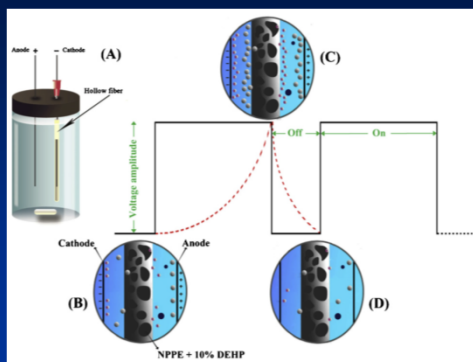 Anode
Cathode
+
–
(A)
Hollow fiber
(C)
Off
On
Voltage amplitude
Cathode
Anode
(B)
(D)
NPPE + 10% DEHP